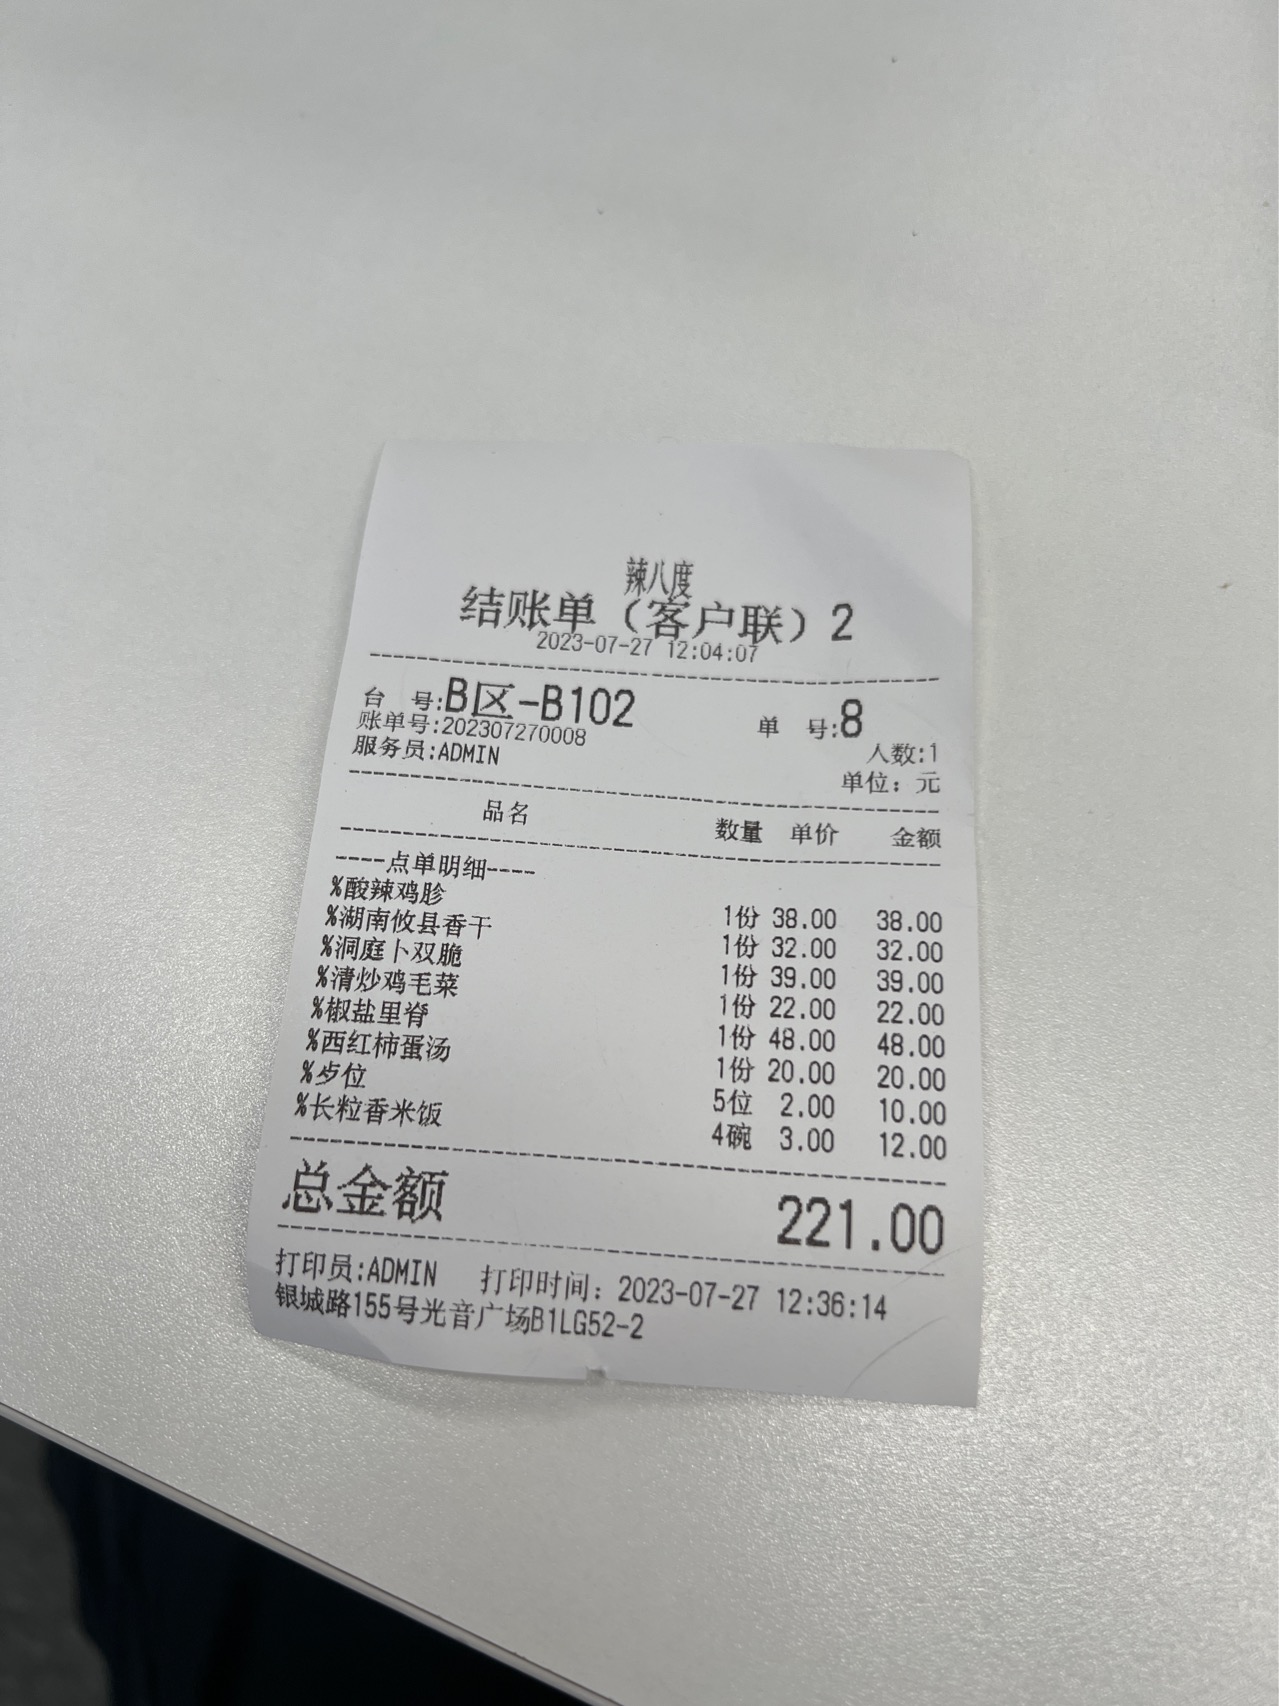 辣八度
结账单（客户联）2
2023-07-27 12:04:07
台 号:B区-B102 单 号:8
账单号:202307270008 人数:1
服务员:ADMIN 单位：元
品名 数量 单价 金额
----点单明细----
%酸辣鸡胗 1份 38.00 38.00
%湖南攸县香干 1份 32.00 32.00
%洞庭卜双脆 1份 39.00 39.00
%清炒鸡毛菜 1份 22.00 22.00
%椒盐里脊 1份 48.00 48.00
%西红柿蛋汤 1份 20.00 20.00
%歺位 5位 2.00 10.00
%长粒香米饭 4碗 3.00 12.00
总金额 221.00
打印员:ADMIN 打印时间：2023-07-27 12:36:14
银城路155号光音广场B1LG52-2